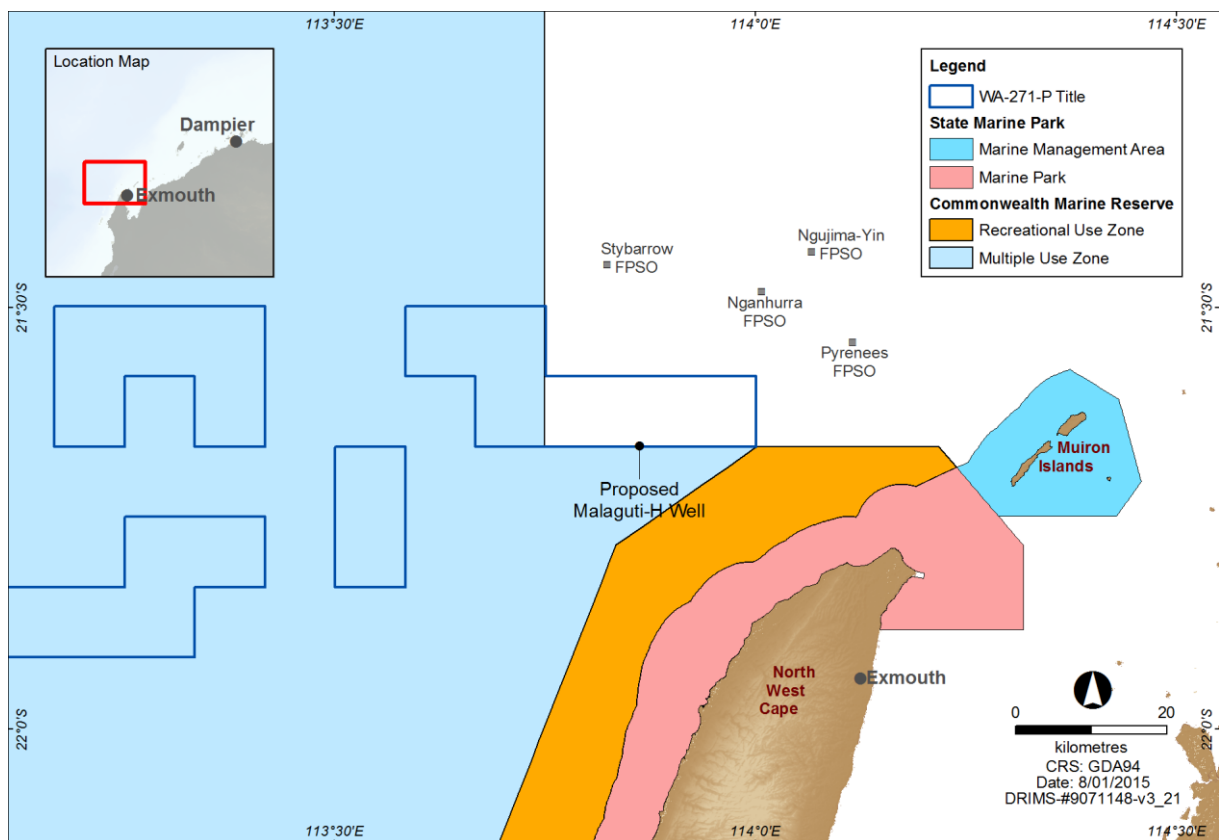 113°30'E
114°0'E
114°30'E
Location Map
Dampier
Exmouth
Legend
WA-271-P Title
State Marine Park
Marine Management Area
Marine Park
Commonwealth Marine Reserve
Recreational Use Zone
Multiple Use Zone
Stybarrow
FPSO
Ngujima-Yin
FPSO
Nganhurra
FPSO
Pyrenees
FPSO
21°30'S
21°30'S
Muiron
Islands
Proposed
Malaguti-H Well
North
West
Cape
Exmouth
22°0'S
22°0'S
0 20
kilometres
CRS: GDA94
Date: 8/01/2015
DRIMS-#9071148-v3_21
113°30'E
114°0'E
114°30'E